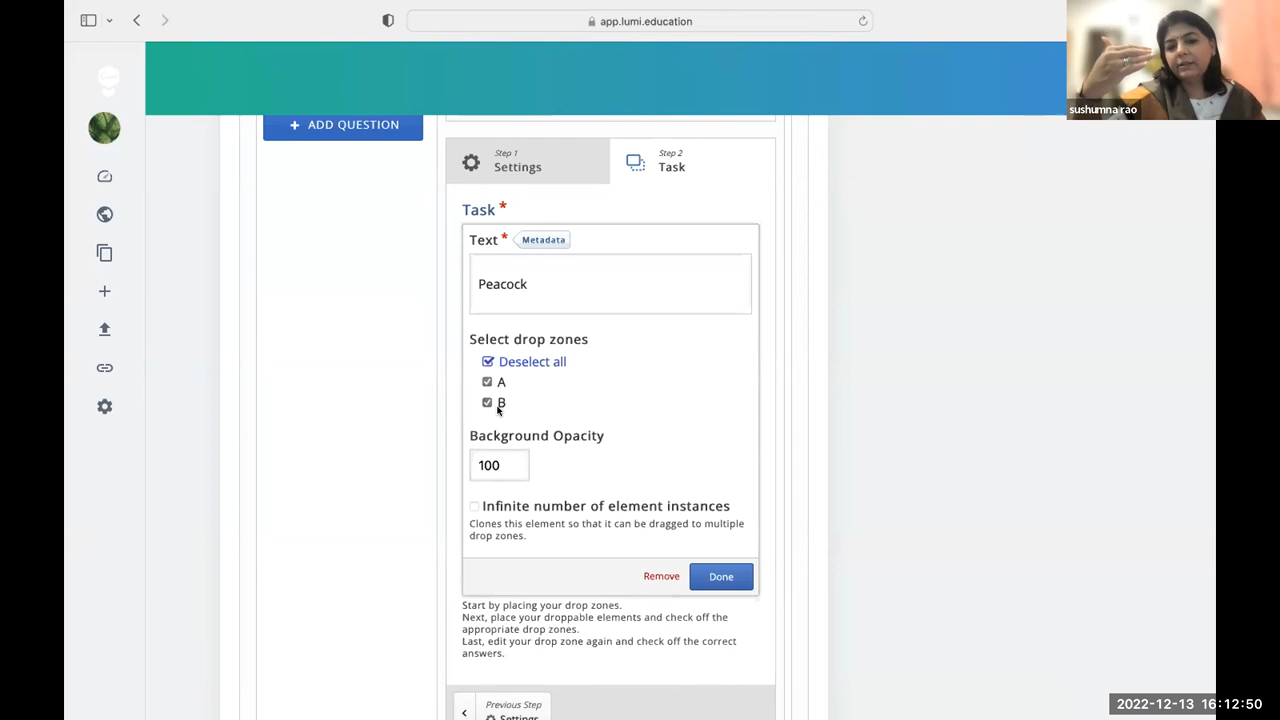 app.lumi.education
sushumna rao
+ ADD QUESTION
Step 1
Settings
Step 2
Task
Task *
Text * Metadata
Peacock
Select drop zones
Deselect all
A
B
Background Opacity
100
Infinite number of element instances
Clones this element so that it can be dragged to multiple
drop zones.
Remove
Done
Start by placing your drop zones.
Next, place your droppable elements and check off the
appropriate drop zones.
Last, edit your drop zone again and check off the correct
answers.
Previous Step
Settings
2022-12-13 16:12:50